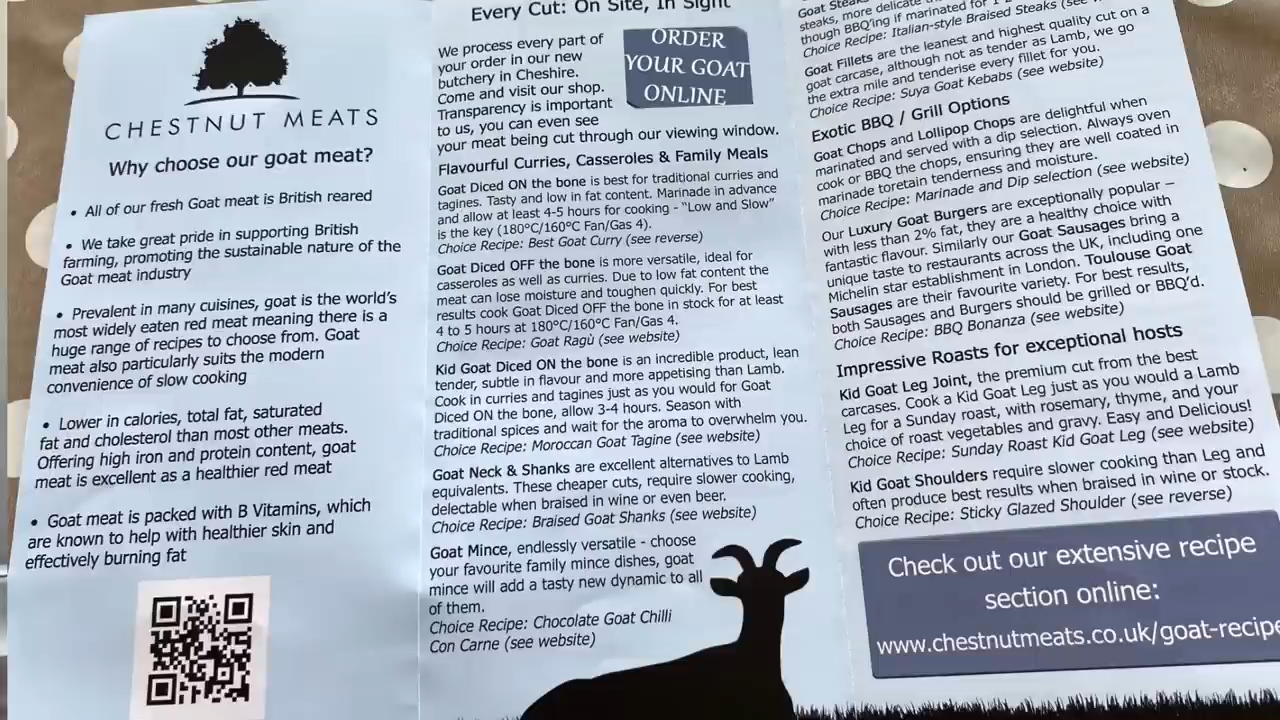 CHESTNUT MEATS
Why choose our goat meat?
• All of our fresh Goat meat is British reared
• We take great pride in supporting British
farming, promoting the sustainable nature of the
Goat meat industry
• Prevalent in many cuisines, goat is the world's
most widely eaten red meat meaning there is a
huge range of recipes to choose from. Goat
meat also particularly suits the modern
convenience of slow cooking
• Lower in calories, total fat, saturated
fat and cholesterol than most other meats.
Offering high iron and protein content, goat
meat is excellent as a healthier red meat
• Goat meat is packed with B Vitamins, which
are known to help with healthier skin and
effectively burning fat
Every Cut: On Site, In Sight
We process every part of
your order in our new
butchery in Cheshire.
Come and visit our shop.
Transparency is important
to us, you can even see
your meat being cut through our viewing window.
ORDER
YOUR GOAT
ONLINE
Flavourful Curries, Casseroles & Family Meals
Goat Diced ON the bone is best for traditional curries and
tagines. Tasty and low in fat content. Marinade in advance
and allow at least 4-5 hours for cooking - "Low and Slow"
is the key (180°C/160°C Fan/Gas 4).
Choice Recipe: Best Goat Curry (see reverse)
Goat Diced OFF the bone is more versatile, ideal for
casseroles as well as curries. Due to low fat content the
meat can lose moisture and toughen quickly. For best
results cook Goat Diced OFF the bone in stock for at least
4 to 5 hours at 180°C/160°C Fan/Gas 4.
Choice Recipe: Goat Ragù (see website)
Kid Goat Diced ON the bone is an incredible product, lean
tender, subtle in flavour and more appetising than Lamb.
Cook in curries and tagines just as you would for Goat
Diced ON the bone, allow 3-4 hours. Season with
traditional spices and wait for the aroma to overwhelm you.
Choice Recipe: Moroccan Goat Tagine (see website)
Goat Neck & Shanks are excellent alternatives to Lamb
equivalents. These cheaper cuts, require slower cooking,
delectable when braised in wine or even beer.
Choice Recipe: Braised Goat Shanks (see website)
Goat Mince, endlessly versatile - choose
your favourite family mince dishes, goat
mince will add a tasty new dynamic to all
of them.
Choice Recipe: Chocolate Goat Chilli
Con Carne (see website)
Goat Steaks
steaks, more delicate
though BBQ'ing if marinated for
Choice Recipe: Italian-style Braised Steaks (see
Goat Fillets are the leanest and highest quality cut on a
goat carcase, although not as tender as Lamb, we go
the extra mile and tenderise every fillet for you.
Choice Recipe: Suya Goat Kebabs (see website)
Exotic BBQ / Grill Options
Goat Chops and Lollipop Chops are delightful when
marinated and served with a dip selection. Always oven
cook or BBQ the chops, ensuring they are well coated in
marinade toretain tenderness and moisture.
Choice Recipe: Marinade and Dip selection (see website)
Our Luxury Goat Burgers are exceptionally popular –
with less than 2% fat, they are a healthy choice with
fantastic flavour. Similarly our Goat Sausages bring a
unique taste to restaurants across the UK, including one
Michelin star establishment in London. Toulouse Goat
Sausages are their favourite variety. For best results,
both Sausages and Burgers should be grilled or BBQ'd.
Choice Recipe: BBQ Bonanza (see website)
Impressive Roasts for exceptional hosts
Kid Goat Leg Joint, the premium cut from the best
carcases. Cook a Kid Goat Leg just as you would a Lamb
Leg for a Sunday roast, with rosemary, thyme, and your
choice of roast vegetables and gravy. Easy and Delicious!
Choice Recipe: Sunday Roast Kid Goat Leg (see website)
Kid Goat Shoulders require slower cooking than Leg and
often produce best results when braised in wine or stock.
Choice Recipe: Sticky Glazed Shoulder (see reverse)
Check out our extensive recipe
section online:
www.chestnutmeats.co.uk/goat-recipe